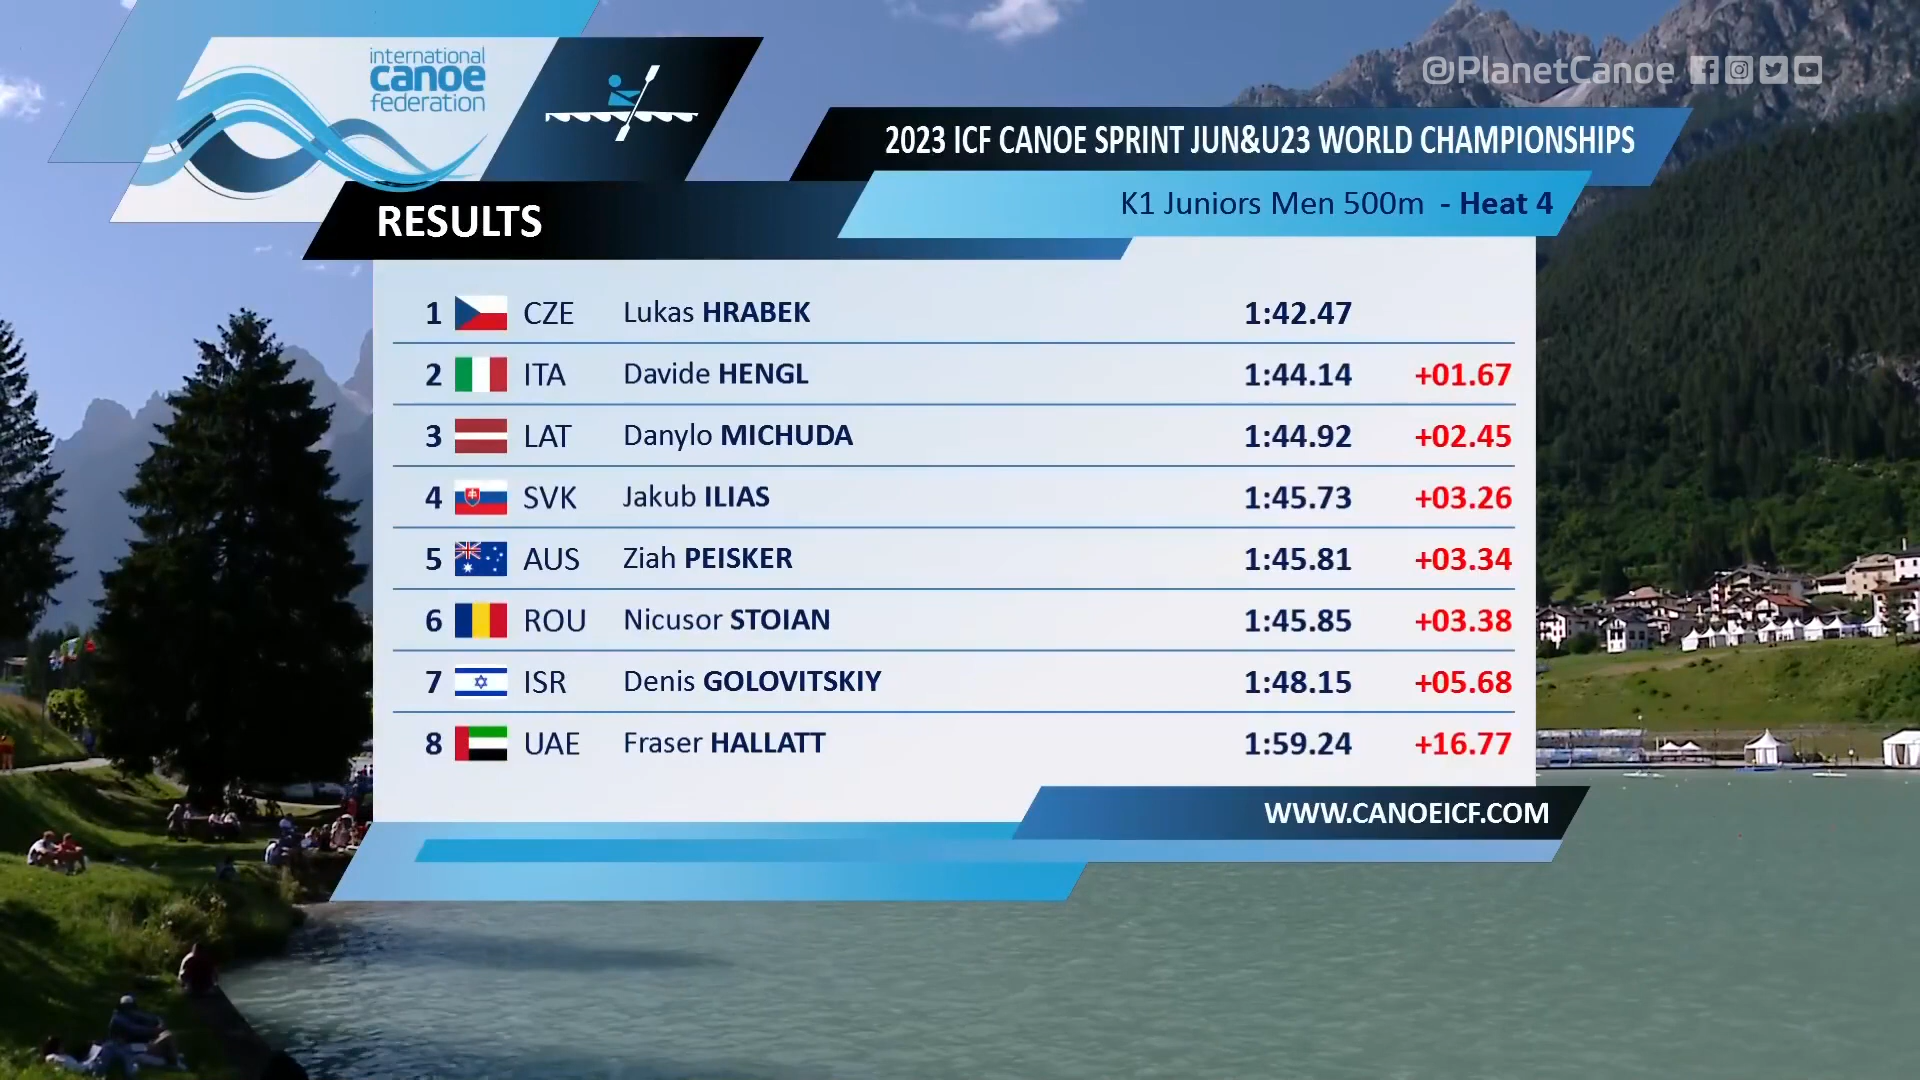 international
canoe
federation
@PlanetCanoe
2023 ICF CANOE SPRINT JUN&U23 WORLD CHAMPIONSHIPS
K1 Juniors Men 500m - Heat 4
RESULTS
1 CZE Lukas HRABEK 1:42.47
2 ITA Davide HENGL 1:44.14 +01.67
3 LAT Danylo MICHUDA 1:44.92 +02.45
4 SVK Jakub ILIAS 1:45.73 +03.26
5 AUS Ziah PEISKER 1:45.81 +03.34
6 ROU Nicusor STOIAN 1:45.85 +03.38
7 ISR Denis GOLOVITSKIY 1:48.15 +05.68
8 UAE Fraser HALLATT 1:59.24 +16.77
WWW.CANOEICF.COM